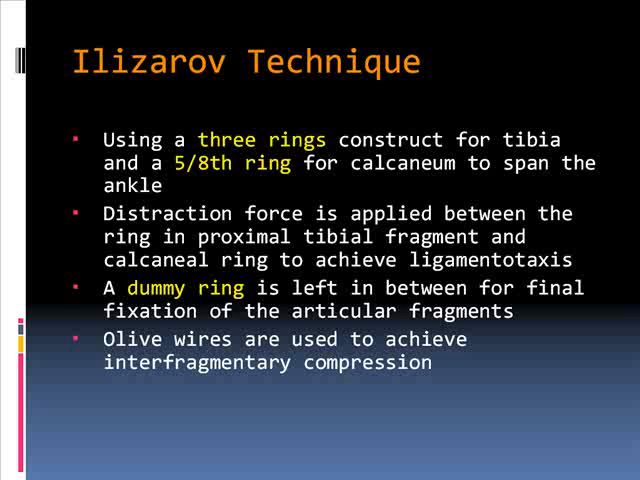 Ilizarov Technique
Using a three rings construct for tibia
and a 5/8th ring for calcaneum to span the
ankle
Distraction force is applied between the
ring in proximal tibial fragment and
calcaneal ring to achieve ligamentotaxis
A dummy ring is left in between for final
fixation of the articular fragments
Olive wires are used to achieve
interfragmentary compression